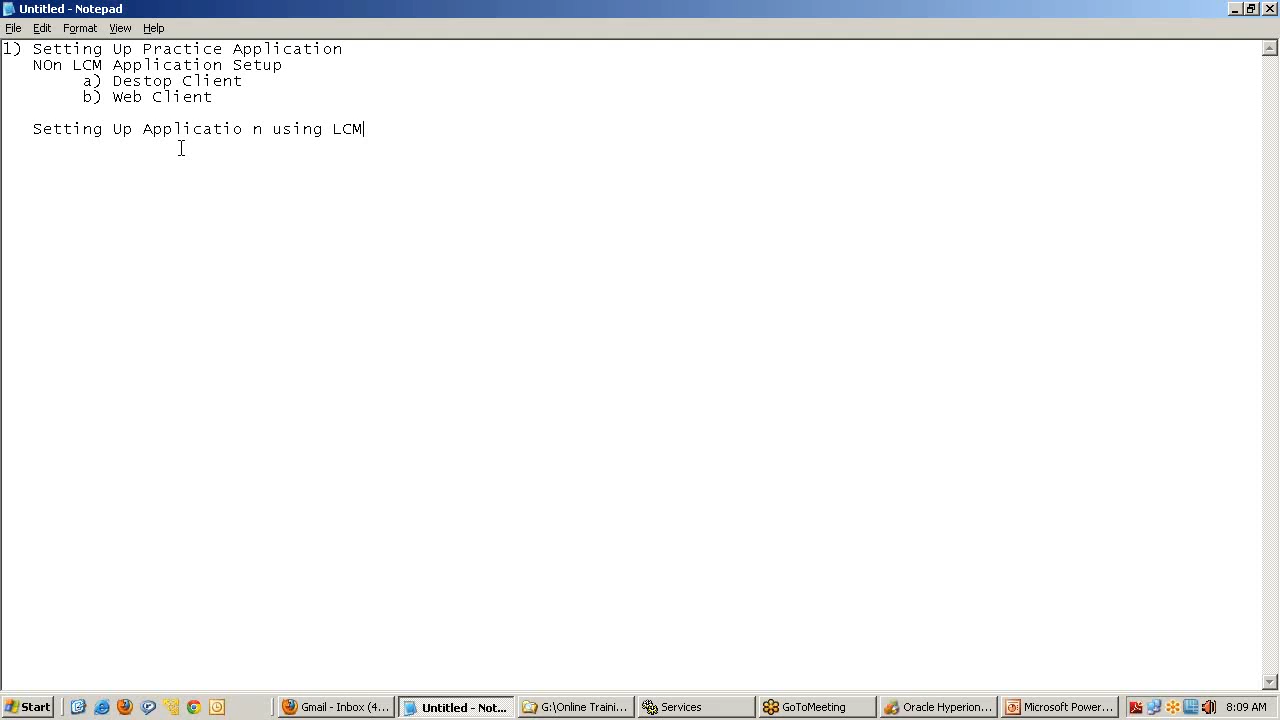 Untitled - Notepad
File Edit Format View Help
1) Setting Up Practice Application
NOn LCM Application Setup
a) Destop Client
b) Web Client
Setting Up Applicatio n using LCM
Start Gmail - Inbox (4... Untitled - Not... G:\Online Traini... Services GoToMeeting Oracle Hyperion... Microsoft Power... 8:09 AM